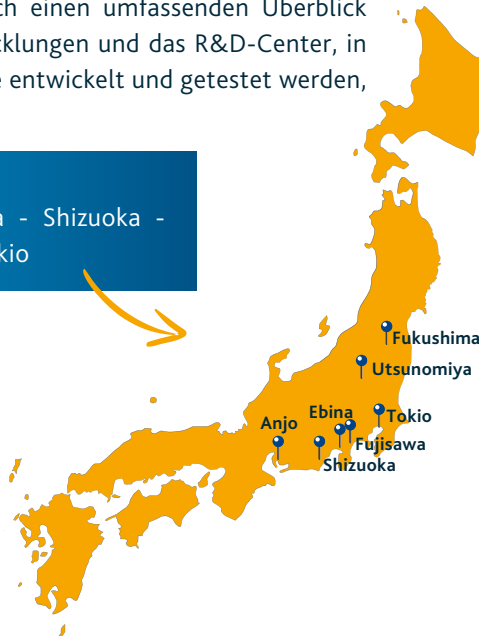 ch einen umfassenden Überblick
cklungen und das R&D-Center, in
e entwickelt und getestet werden,
a - Shizuoka -
kio
Fukushima
Utsunomiya
Tokio
Ebina
Anjo
Fujisawa
Shizuoka